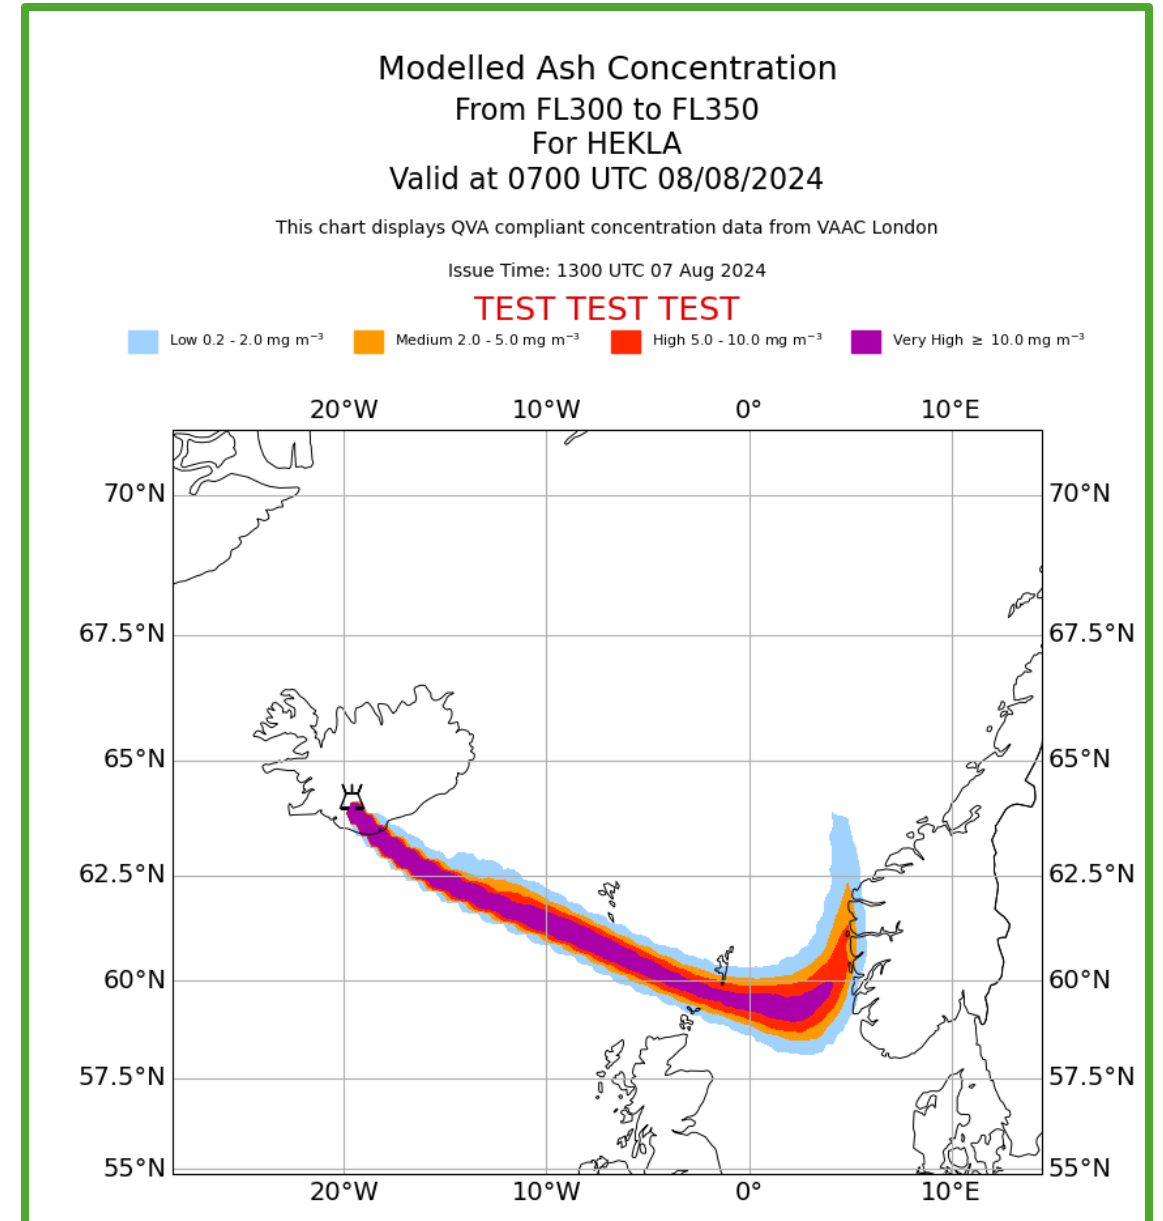 Modelled Ash Concentration
From FL300 to FL350
For HEKLA
Valid at 0700 UTC 08/08/2024
This chart displays QVA compliant concentration data from VAAC London
Issue Time: 1300 UTC 07 Aug 2024
TEST TEST TEST
Low 0.2 - 2.0 mg m⁻³ Medium 2.0 - 5.0 mg m⁻³ High 5.0 - 10.0 mg m⁻³ Very High ≥ 10.0 mg m⁻³
20°W 10°W 0° 10°E
70°N 70°N
67.5°N 67.5°N
65°N 65°N
62.5°N 62.5°N
60°N 60°N
57.5°N 57.5°N
55°N 55°N
20°W 10°W 0° 10°E